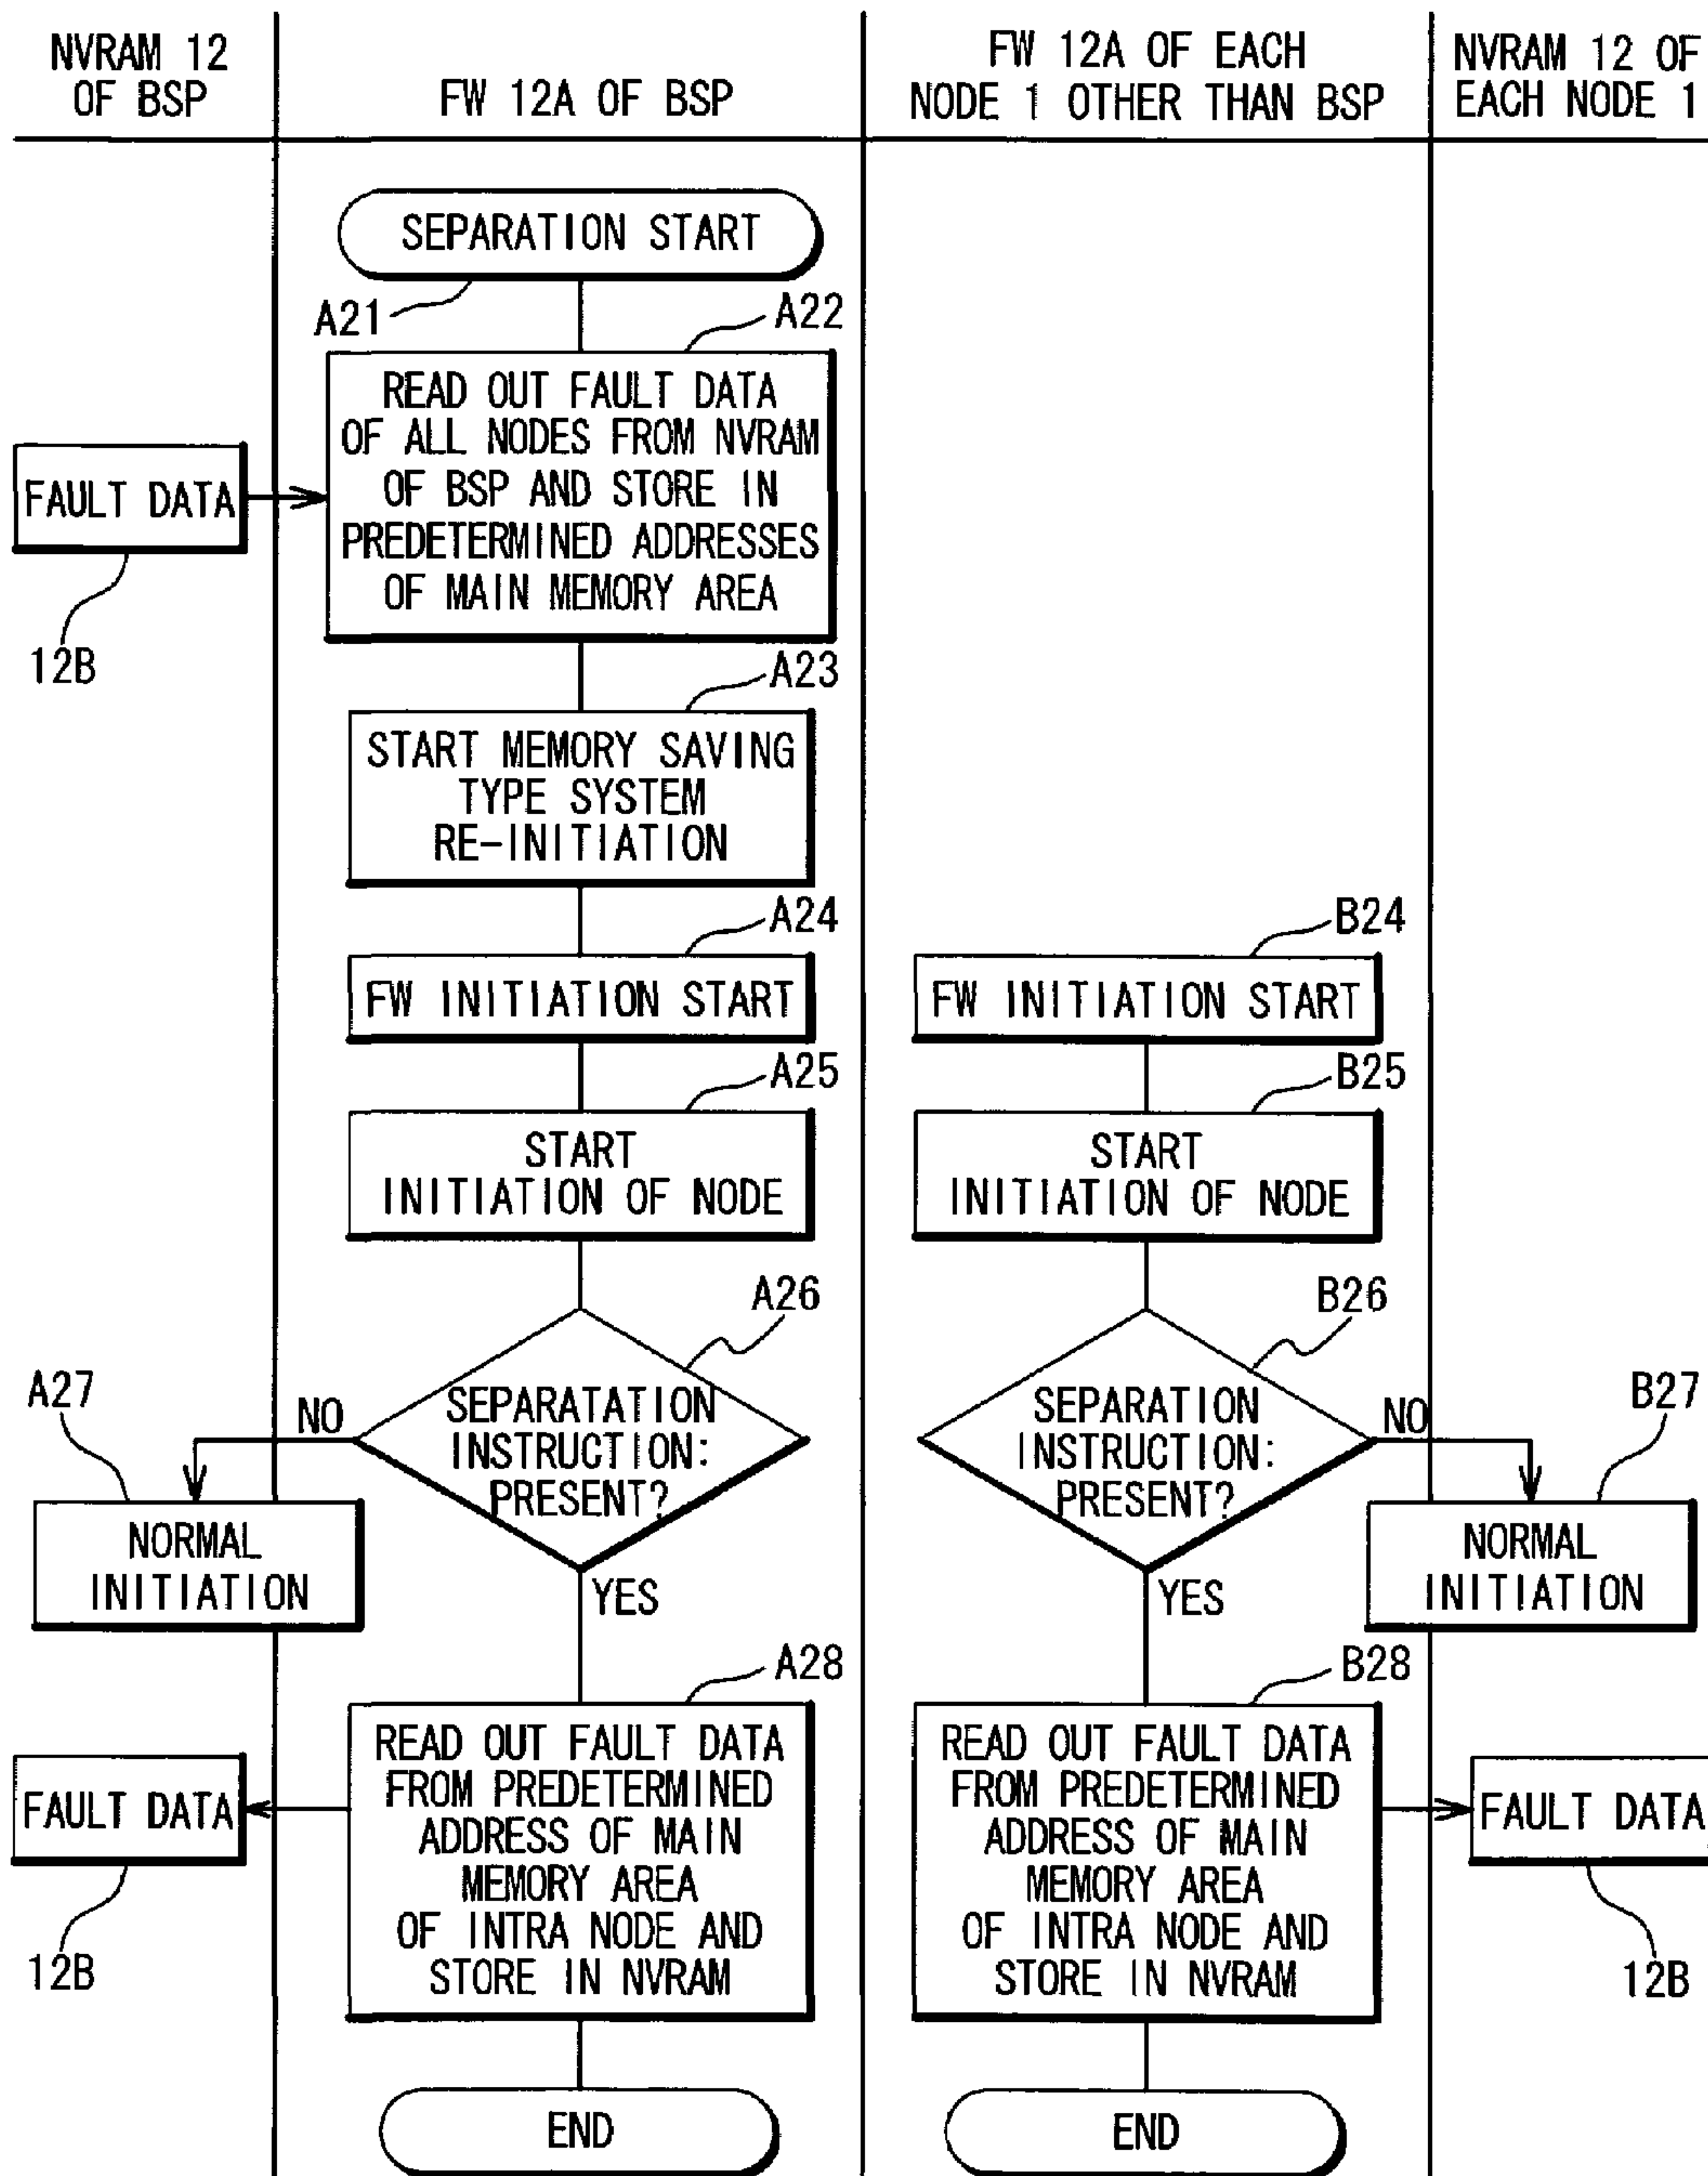 NVRAM 12
OF BSP
FW 12A OF BSP
FW 12A OF EACH
NODE 1 OTHER THAN BSP
NVRAM 12 OF
EACH NODE 1
SEPARATION START
A21
A22
READ OUT FAULT DATA
OF ALL NODES FROM NVRAM
OF BSP AND STORE IN
PREDETERMINED ADDRESSES
OF MAIN MEMORY AREA
FAULT DATA
12B
A23
START MEMORY SAVING
TYPE SYSTEM
RE-INITIATION
A24
FW INITIATION START
B24
FW INITIATION START
A25
START
INITIATION OF NODE
B25
START
INITIATION OF NODE
A26
SEPARATATION
INSTRUCTION:
PRESENT?
B26
SEPARATION
INSTRUCTION:
PRESENT?
A27
NO
NORMAL
INITIATION
YES
NO
B27
NORMAL
INITIATION
YES
A28
READ OUT FAULT DATA
FROM PREDETERMINED
ADDRESS OF MAIN
MEMORY AREA
OF INTRA NODE AND
STORE IN NVRAM
FAULT DATA
12B
B28
READ OUT FAULT DATA
FROM PREDETERMINED
ADDRESS OF MAIN
MEMORY AREA
OF INTRA NODE AND
STORE IN NVRAM
FAULT DATA
12B
END
END